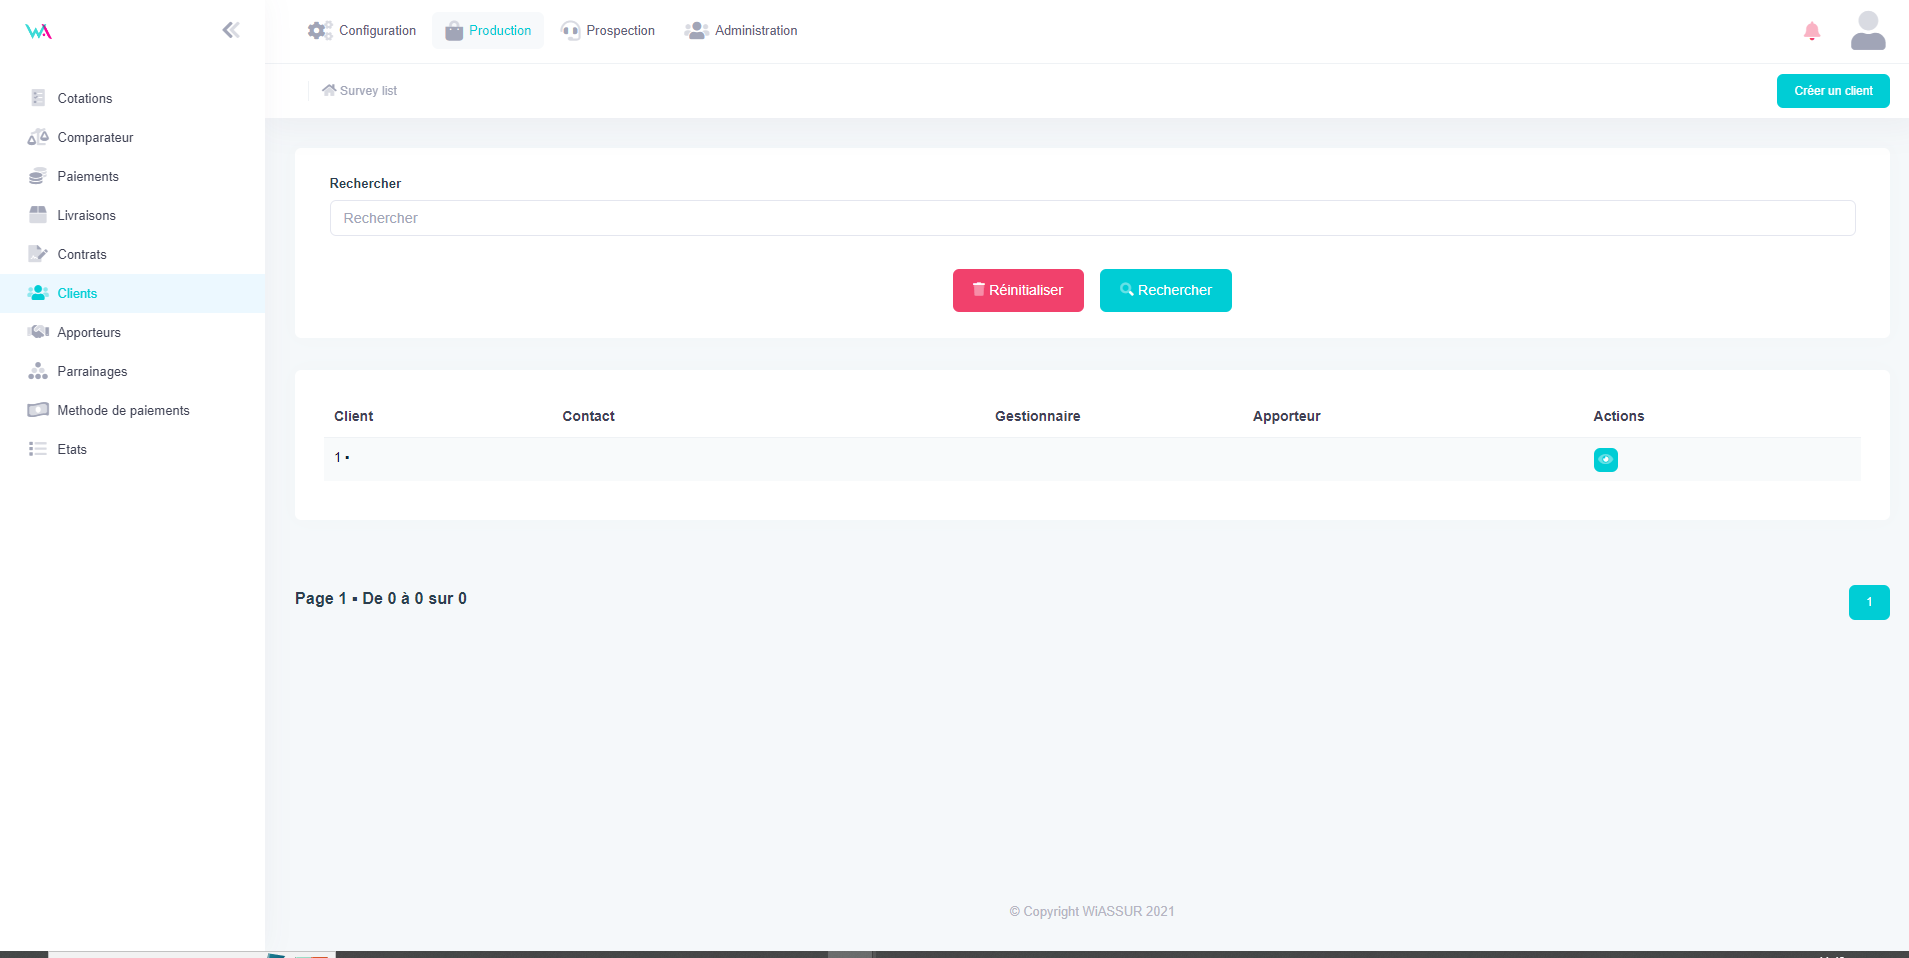 WA
Configuration
Production
Prospection
Administration
Survey list
Créer un client
Cotations
Comparateur
Paiements
Livraisons
Contrats
Clients
Apporteurs
Parrainages
Methode de paiements
Etats
Rechercher
Rechercher
Réinitialiser
Rechercher
Client Contact Gestionnaire Apporteur Actions
1 ▪
Page 1 ▪ De 0 à 0 sur 0
1
© Copyright WiASSUR 2021